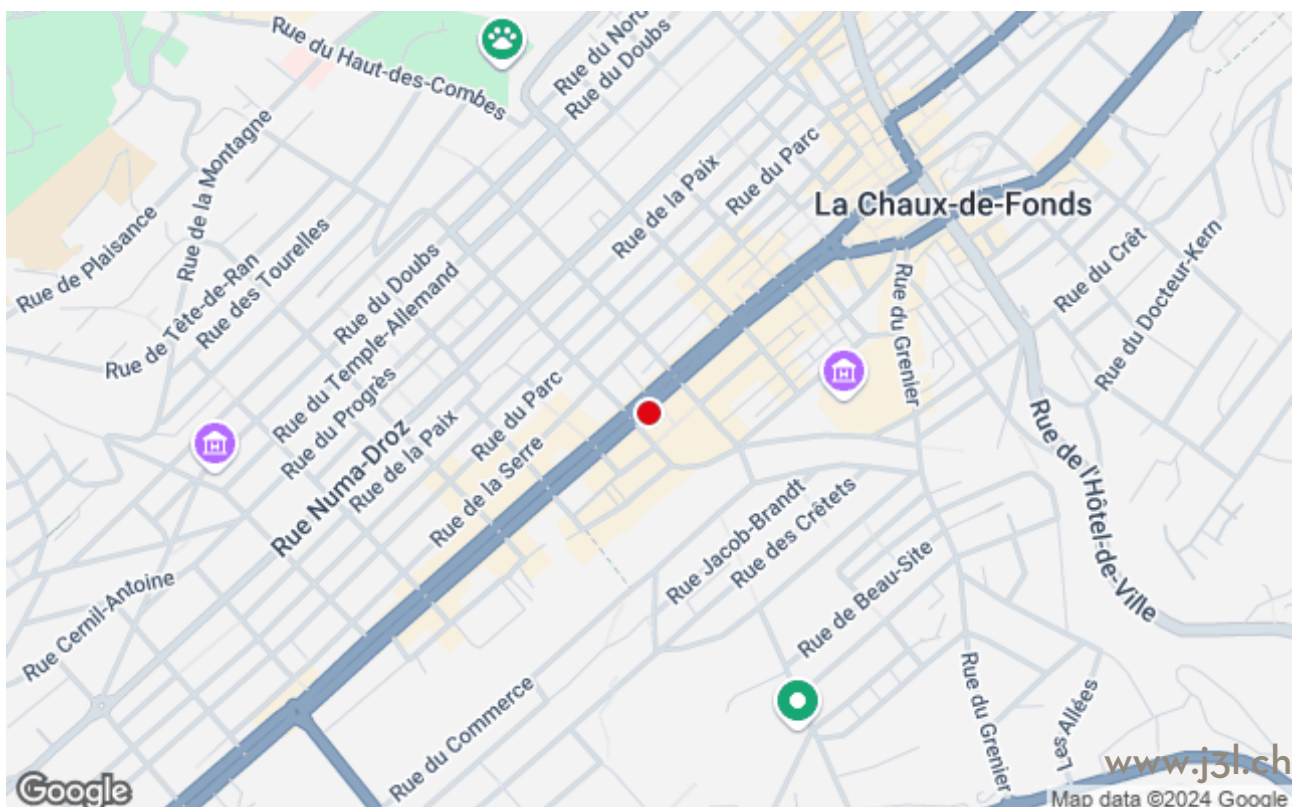 Rue du Haut-des-Combes
Rue du Nord
Rue du Doubs
Rue de la Montagne
Rue du Parc
Rue de la Paix
La Chaux-de-Fonds
Rue de Plaisance
Rue des Tourelles
Rue de Tête-de-Ran
Rue du Doubs
Rue du Temple-Allemand
Rue du Crêt
Rue du Docteur-Kern
Rue du Grenier
Rue du Progrès
Rue du Parc
Rue de la Paix
Rue Numa-Droz
Rue de la Serre
Rue de l'Hôtel-de-Ville
Rue Jacob-Brandt
Rue des Crêtets
Rue de Beau-Site
Rue Cernil-Antoine
Rue du Commerce
Rue du Grenier
Les Allées
www.j3l.ch
Google
Map data ©2024 Google